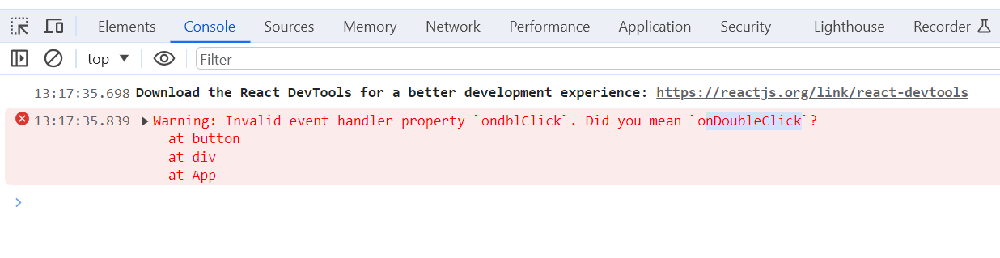 Elements Console Sources Memory Network Performance Application Security Lighthouse Recorder
top Filter
13:17:35.698 Download the React DevTools for a better development experience: https://reactjs.org/link/react-devtools
13:17:35.839 Warning: Invalid event handler property `ondblClick`. Did you mean `onDoubleClick`?
at button
at div
at App